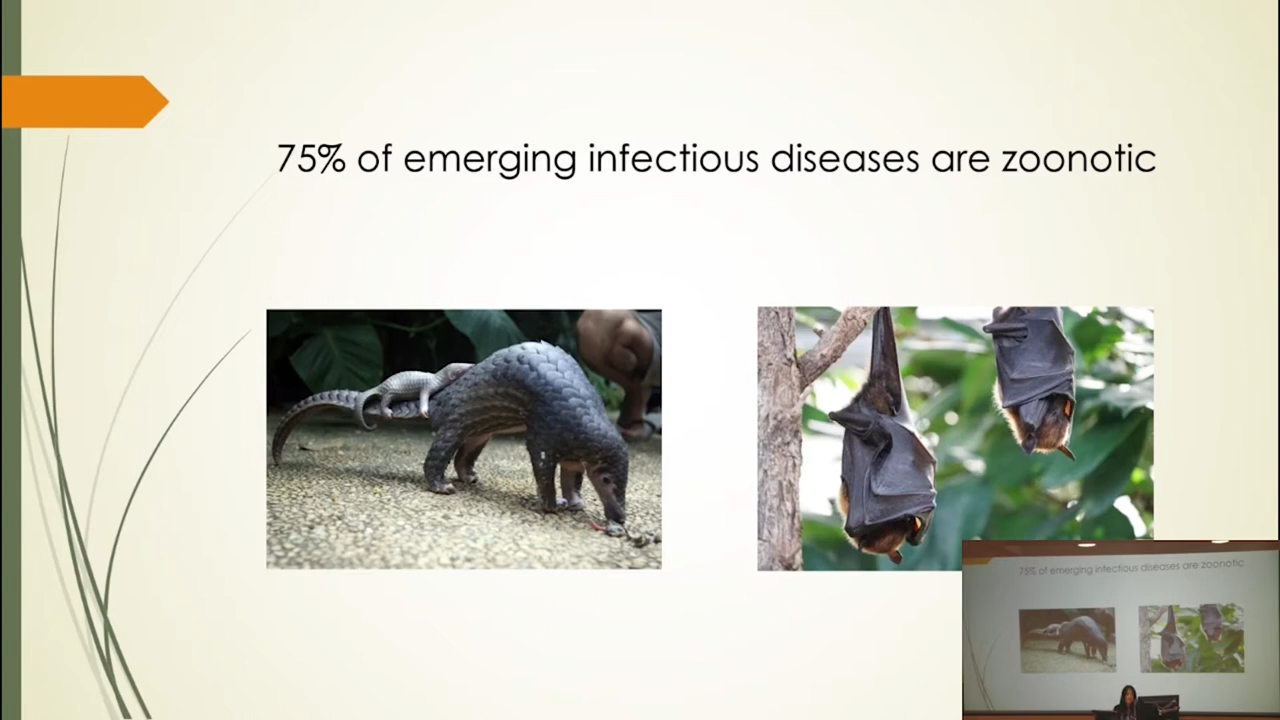 75% of emerging infectious diseases are zoonotic
75% of emerging infectious diseases are zoonotic